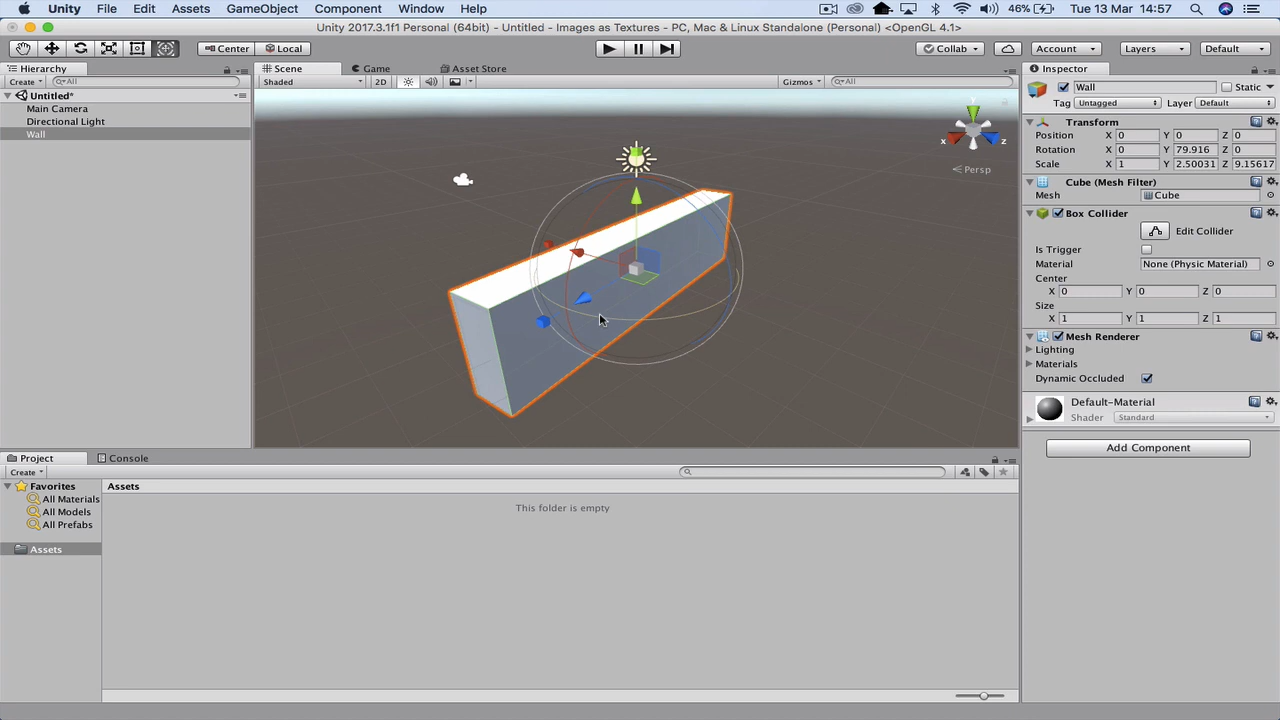 Unity File Edit Assets GameObject Component Window Help 46% Tue 13 Mar 14:57
Unity 2017.3.1f1 Personal (64bit) - Untitled - Images as Textures - PC, Mac & Linux Standalone (Personal) <OpenGL 4.1>
Center Local Collab Account Layers Default
Hierarchy Scene Game Asset Store Inspector
Create All Shaded 2D Gizmos All
Wall Static
Untitled*
Tag Untagged Layer Default
Main Camera
Directional Light
Wall
Transform
Position X 0 Y 0 Z 0
Rotation X 0 Y 79.916 Z 0
Scale X 1 Y 2.50031 Z 9.15617
x z
Persp
Cube (Mesh Filter)
Mesh Cube
Box Collider
Edit Collider
Is Trigger
Material None (Physic Material)
Center
X 0 Y 0 Z 0
Size
X 1 Y 1 Z 1
Mesh Renderer
Lighting
Materials
Dynamic Occluded
Default-Material
Shader Standard
Add Component
Project Console
Create
Favorites
All Materials
All Models
All Prefabs
Assets
Assets
This folder is empty